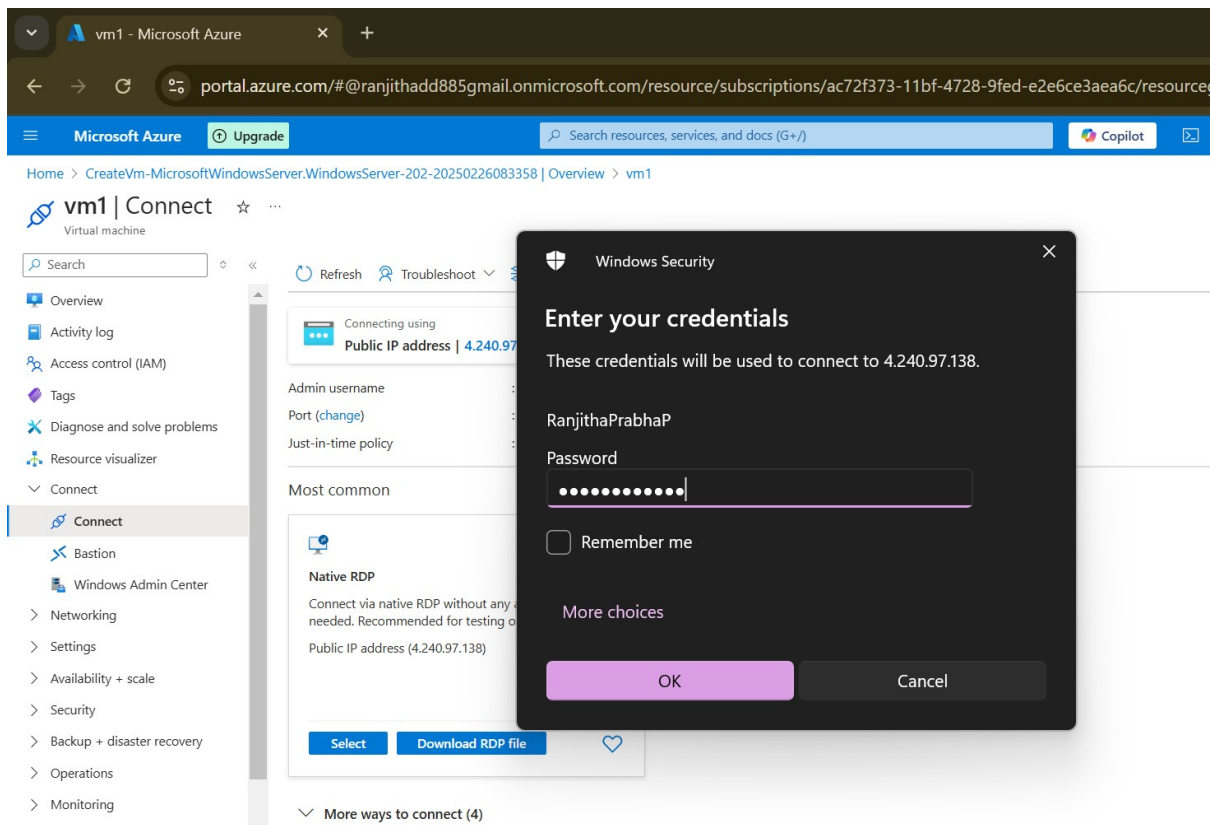 vm1 - Microsoft Azure
portal.azure.com/#@ranjithadd885gmail.onmicrosoft.com/resource/subscriptions/ac72f373-11bf-4728-9fed-e2e6ce3aea6c/resourceg
Microsoft Azure Upgrade Search resources, services, and docs (G+/) Copilot
Home > CreateVm-MicrosoftWindowsServer.WindowsServer-202-20250226083358 | Overview > vm1
vm1 | Connect
Virtual machine
Search
Overview
Activity log
Access control (IAM)
Tags
Diagnose and solve problems
Resource visualizer
Connect
Connect
Bastion
Windows Admin Center
Networking
Settings
Availability + scale
Security
Backup + disaster recovery
Operations
Monitoring
Refresh Troubleshoot
Connecting using
Public IP address | 4.240.97
Admin username :
Port (change) :
Just-in-time policy :
Most common
Native RDP
Connect via native RDP without any a
needed. Recommended for testing o
Public IP address (4.240.97.138)
Select Download RDP file
More ways to connect (4)
Windows Security
Enter your credentials
These credentials will be used to connect to 4.240.97.138.
RanjithaPrabhaP
Password
••••••••••••
Remember me
More choices
OK Cancel